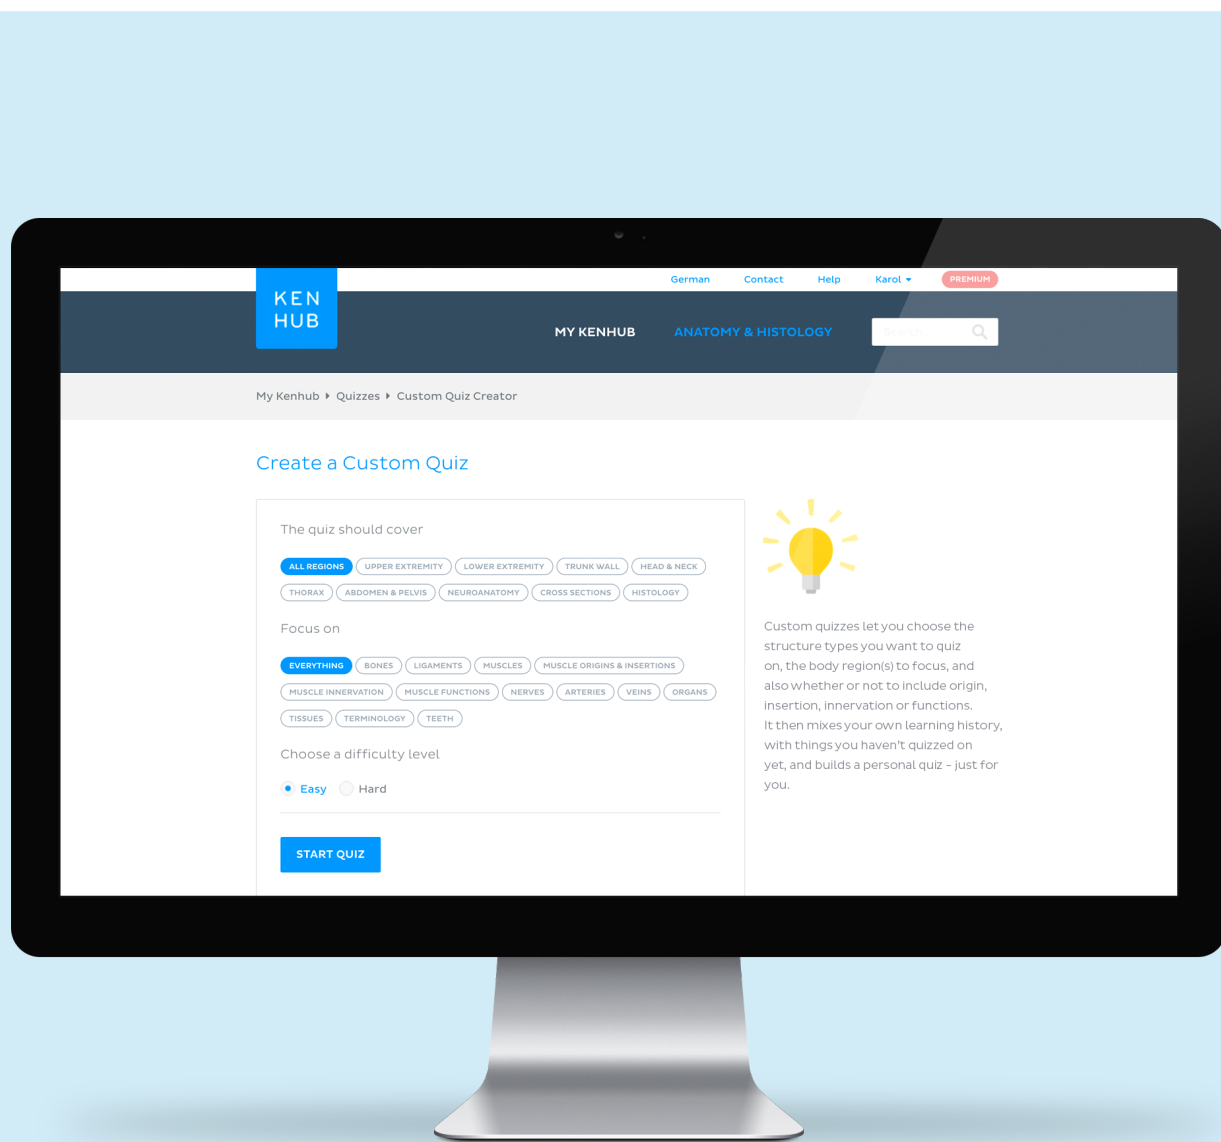 German Contact Help Karol PREMIUM
KEN
HUB
MY KENHUB ANATOMY & HISTOLOGY
My Kenhub Quizzes Custom Quiz Creator
Create a Custom Quiz
The quiz should cover
ALL REGIONS UPPER EXTREMITY LOWER EXTREMITY TRUNK WALL HEAD & NECK
THORAX ABDOMEN & PELVIS NEUROANATOMY CROSS SECTIONS HISTOLOGY
Focus on
EVERYTHING BONES LIGAMENTS MUSCLES MUSCLE ORIGINS & INSERTIONS
MUSCLE INNERVATION MUSCLE FUNCTIONS NERVES ARTERIES VEINS ORGANS
TISSUES TERMINOLOGY TEETH
Choose a difficulty level
Easy Hard
START QUIZ
Custom quizzes let you choose the
structure types you want to quiz
on, the body region(s) to focus, and
also whether or not to include origin,
insertion, innervation or functions.
It then mixes your own learning history,
with things you haven't quizzed on
yet, and builds a personal quiz – just for
you.